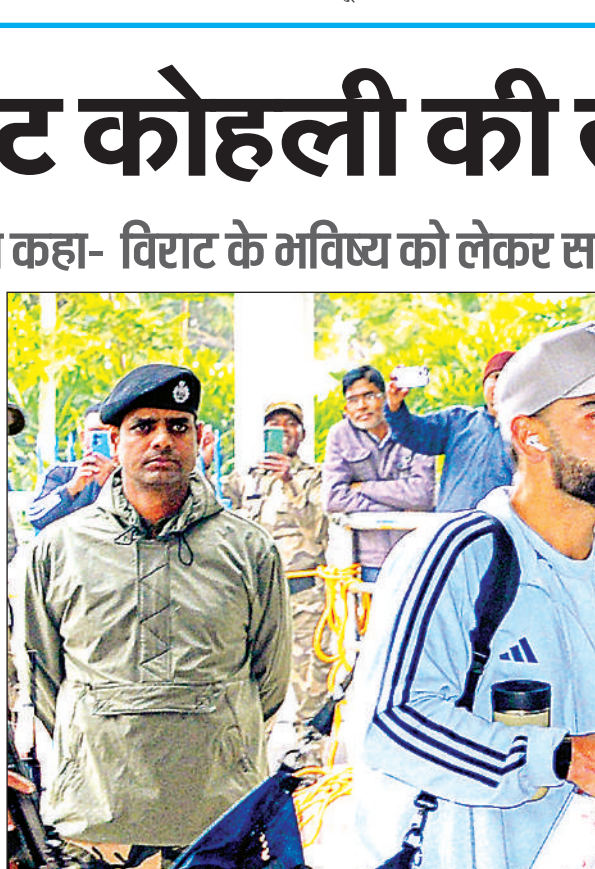 कोहली की
कहा- विराट के भविष्य को लेकर